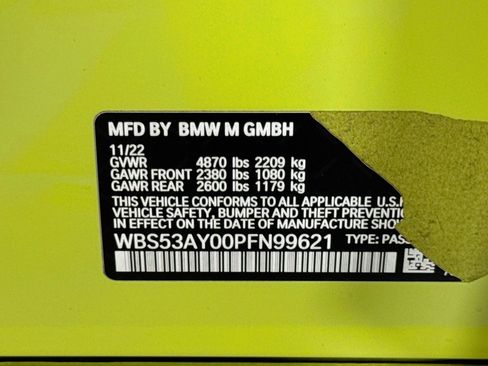 MFD BY BMW M GMBH
11/22
GVWR 4870 lbs 2209 kg
GAWR FRONT 2380 lbs 1080 kg
GAWR REAR 2600 lbs 1179 kg
THIS VEHICLE CONFORMS TO ALL APPLICABLE U.S.
VEHICLE SAFETY, BUMPER AND THEFT
IN EFFECT ON THE DATE OF MANUFACTURE SHOW
WBS53AY00PFN99621 TYPE: PASS